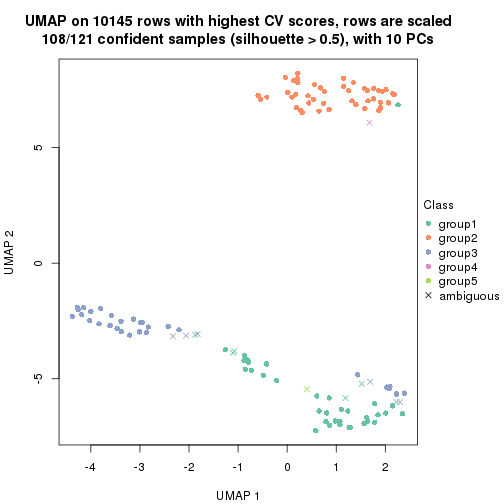 UMAP on 10145 rows with highest CV scores, rows are scaled
108/121 confident samples (silhouette > 0.5), with 10 PCs
5
0
-5
UMAP 2
-4
-3
-2
-1
0
1
2
UMAP 1
Class
group1
group2
group3
group4
group5
ambiguous